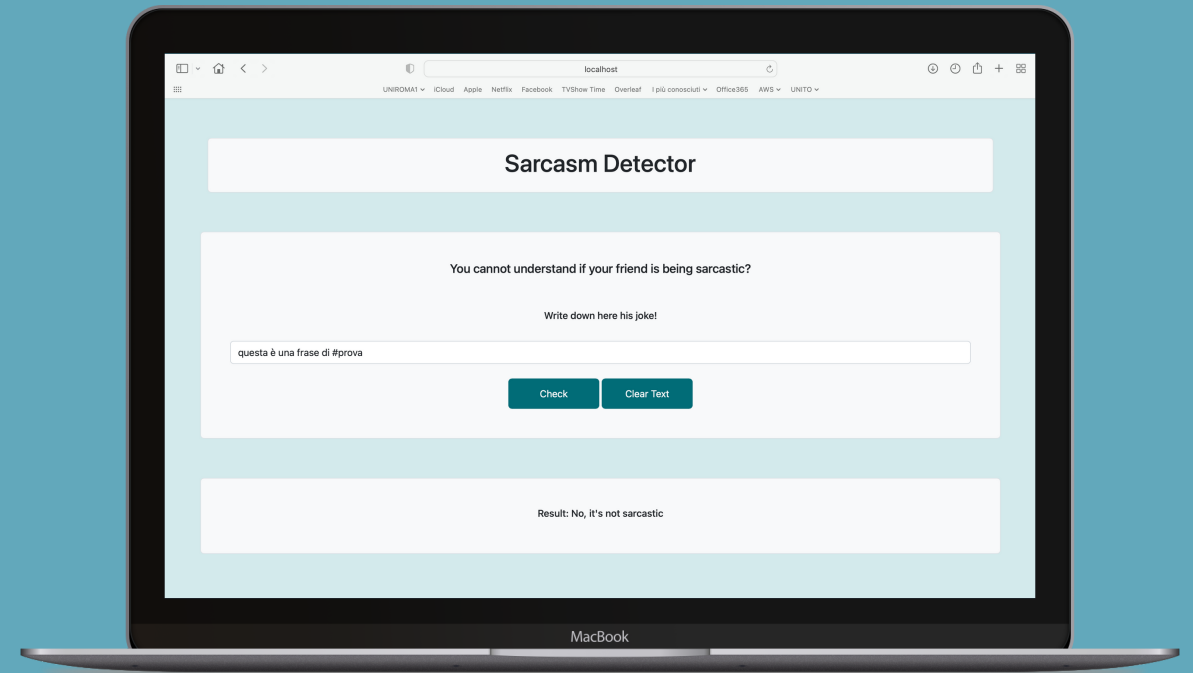 localhost
UNIROMA1 iCloud Apple Netflix Facebook TVShow Time Overleaf I più conosciuti Office365 AWS UNITO
Sarcasm Detector
You cannot understand if your friend is being sarcastic?
Write down here his joke!
questa è una frase di #prova
Check Clear Text
Result: No, it's not sarcastic
MacBook